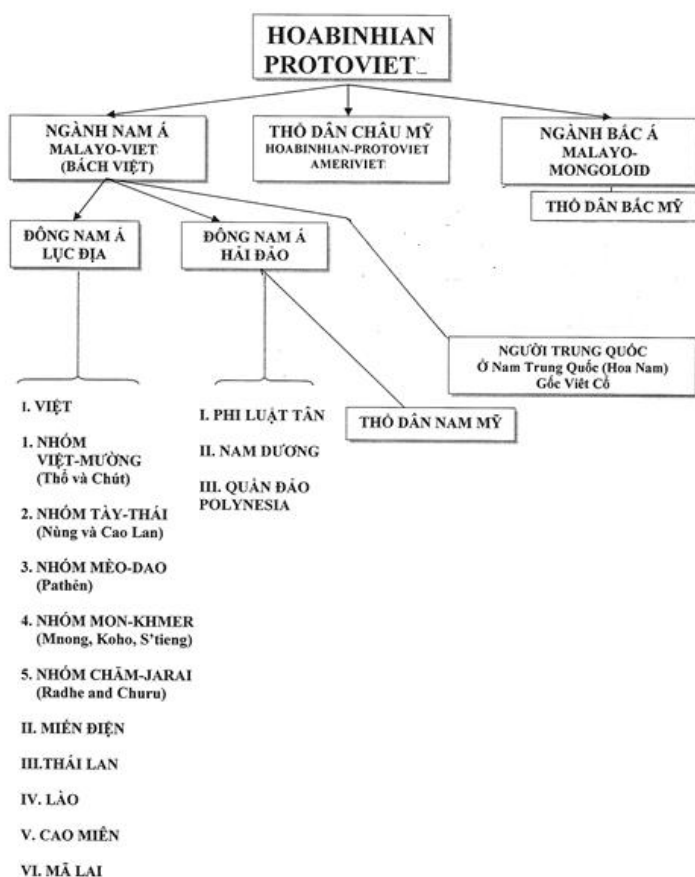 HOABINHIAN
PROTOVIET
NGÀNH NAM Á
MALAYO-VIET
(BÁCH VIỆT)
THỔ DÂN CHÂU MỸ
HOABINHIAN-PROTOVIET
AMERIVIET
NGÀNH BẮC Á
MALAYO-
MONGOLOID
THỔ DÂN BẮC MỸ
ĐÔNG NAM Á
LỤC ĐỊA
ĐÔNG NAM Á
HẢI ĐẢO
NGƯỜI TRUNG QUỐC
Ở Nam Trung Quốc (Hoa Nam)
Gốc Viêt Cổ
THỔ DÂN NAM MỸ
I. VIỆT
1. NHÓM
VIỆT-MƯỜNG
(Thổ và Chút)
2. NHÓM TÀY-THÁI
(Nùng và Cao Lan)
3. NHÓM MÈO-DAO
(Pathẻn)
4. NHÓM MON-KHMER
(Mnong, Koho, S'tieng)
5. NHÓM CHĂM-JARAI
(Radhe and Churu)
II. MIẾN ĐIỆN
III.THÁI LAN
IV. LÀO
V. CAO MIÊN
VI. MÃ LAI
I. PHI LUẬT TÂN
II. NAM DƯƠNG
III. QUẦN ĐẢO
POLYNESIA